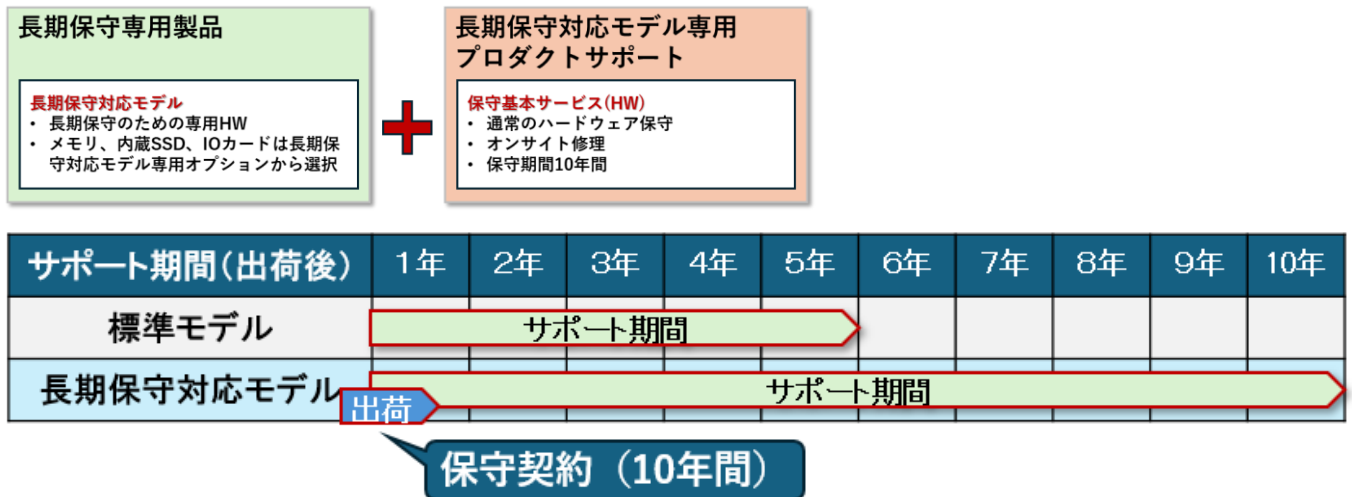 長期保守専用製品
長期保守対応モデル
・ 長期保守のための専用HW
・ メモリ、内蔵SSD、IOカードは長期保
守対応モデル専用オプションから選択
長期保守対応モデル専用
プロダクトサポート
保守基本サービス(HW)
・ 通常のハードウェア保守
・ オンサイト修理
・ 保守期間10年間
サポート期間(出荷後) 1年 2年 3年 4年 5年 6年 7年 8年 9年 10年
標準モデル サポート期間
長期保守対応モデル 出荷 サポート期間
保守契約(10年間)